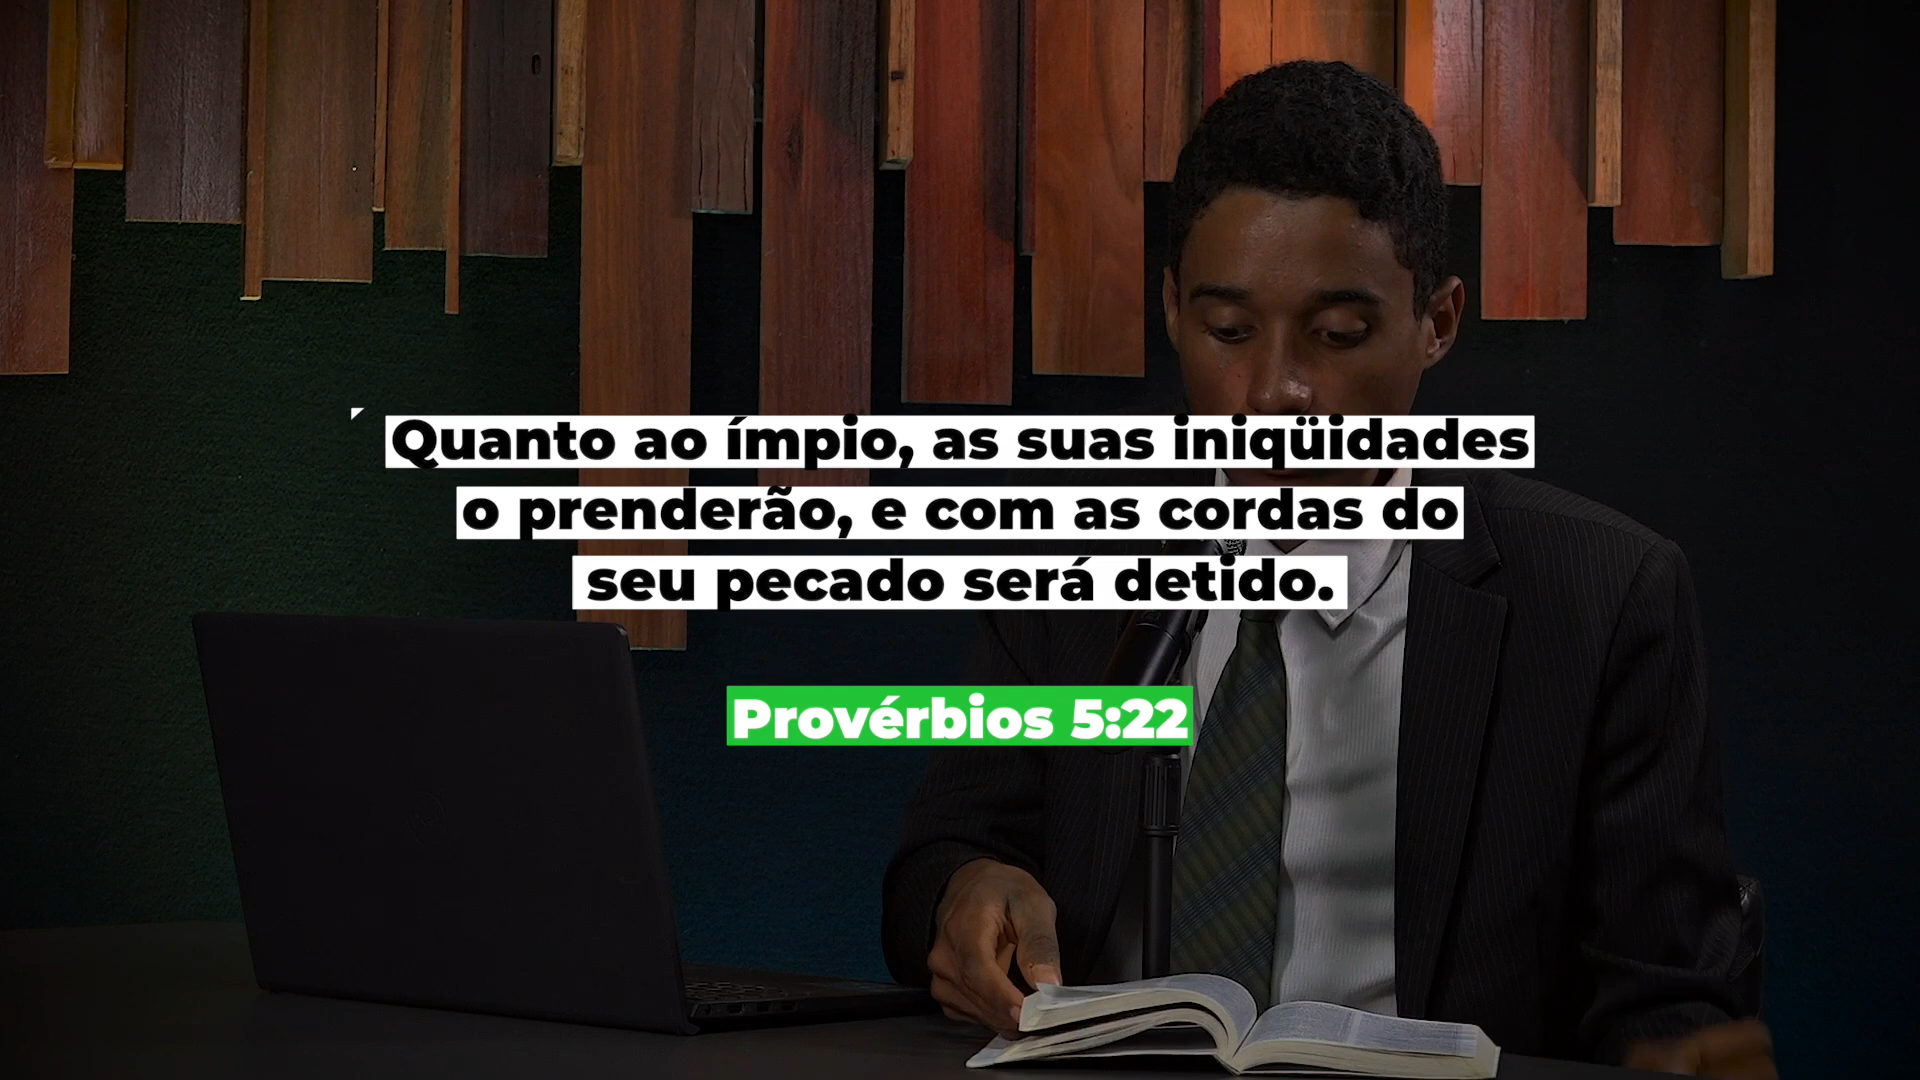 Quanto ao ímpio, as suas iniqüidades
o prenderão, e com as cordas do
seu pecado será detido.
Provérbios 5:22